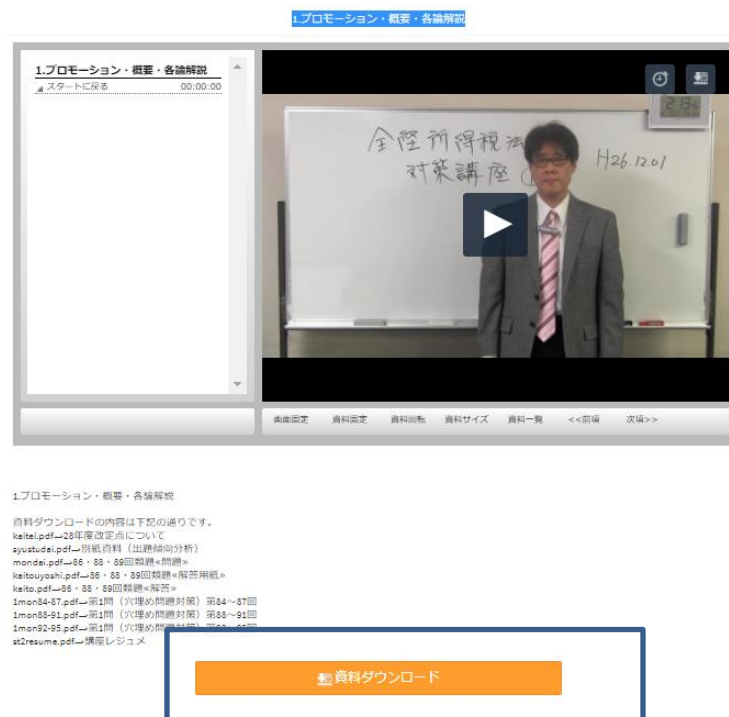 1.プロモーション・概要・各論解説
1.プロモーション・概要・各論解説
スタートに戻る 00:00:00
全経所得税法
対策講座①
H26.12.01
画面固定 資料固定 資料回転 資料サイズ 資料一覧 <<前項 次項>>
1.プロモーション・概要・各論解説
資料ダウンロードの内容は下記の通りです。
kaitei.pdf→28年度改定点について
syustudai.pdf→別紙資料(出題傾向分析)
mondai.pdf→86・88・89回類題≪問題≫
kaitouyoshi.pdf→86・88・89回類題≪解答用紙≫
kaito.pdf→86・88・89回類題≪解答≫
1mon84-87.pdf→第1問(穴埋め問題対策)第84~87回
1mon88-91.pdf→第1問(穴埋め問題対策)第88~91回
1mon92-95.pdf→第1問(穴埋め問題対策)
st2resume.pdf→講座レジュメ
資料ダウンロード